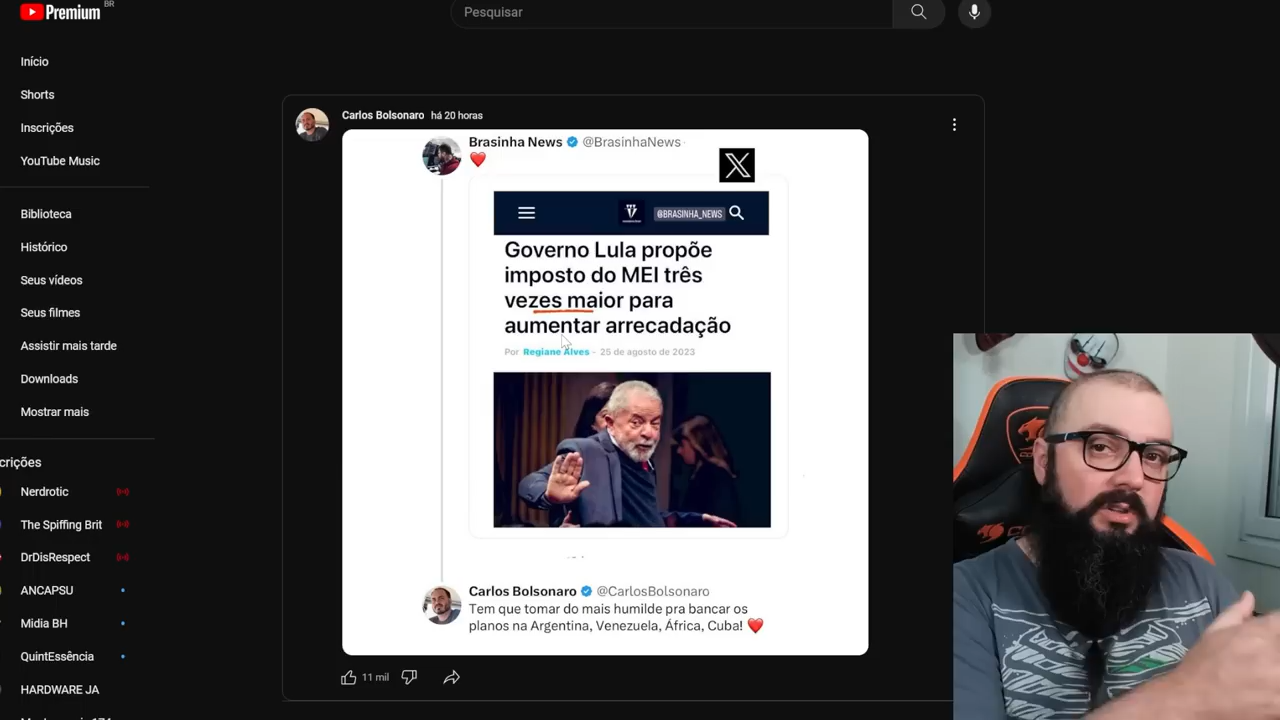 Premium BR
Pesquisar
Início
Shorts
Inscrições
YouTube Music
Biblioteca
Histórico
Seus vídeos
Seus filmes
Assistir mais tarde
Downloads
Mostrar mais
crições
Nerdrotic
The Spiffing Brit
DrDisRespect
ANCAPSU
Midia BH
QuintEssência
HARDWARE JA
Carlos Bolsonaro há 20 horas
Brasinha News @BrasinhaNews
@BRASINHA_NEWS
Governo Lula propõe
imposto do MEI três
vezes maior para
aumentar arrecadação
Por Regiane Alves - 25 de agosto de 2023
Carlos Bolsonaro @CarlosBolsonaro
Tem que tomar do mais humilde pra bancar os
planos na Argentina, Venezuela, África, Cuba! ❤️
11 mil